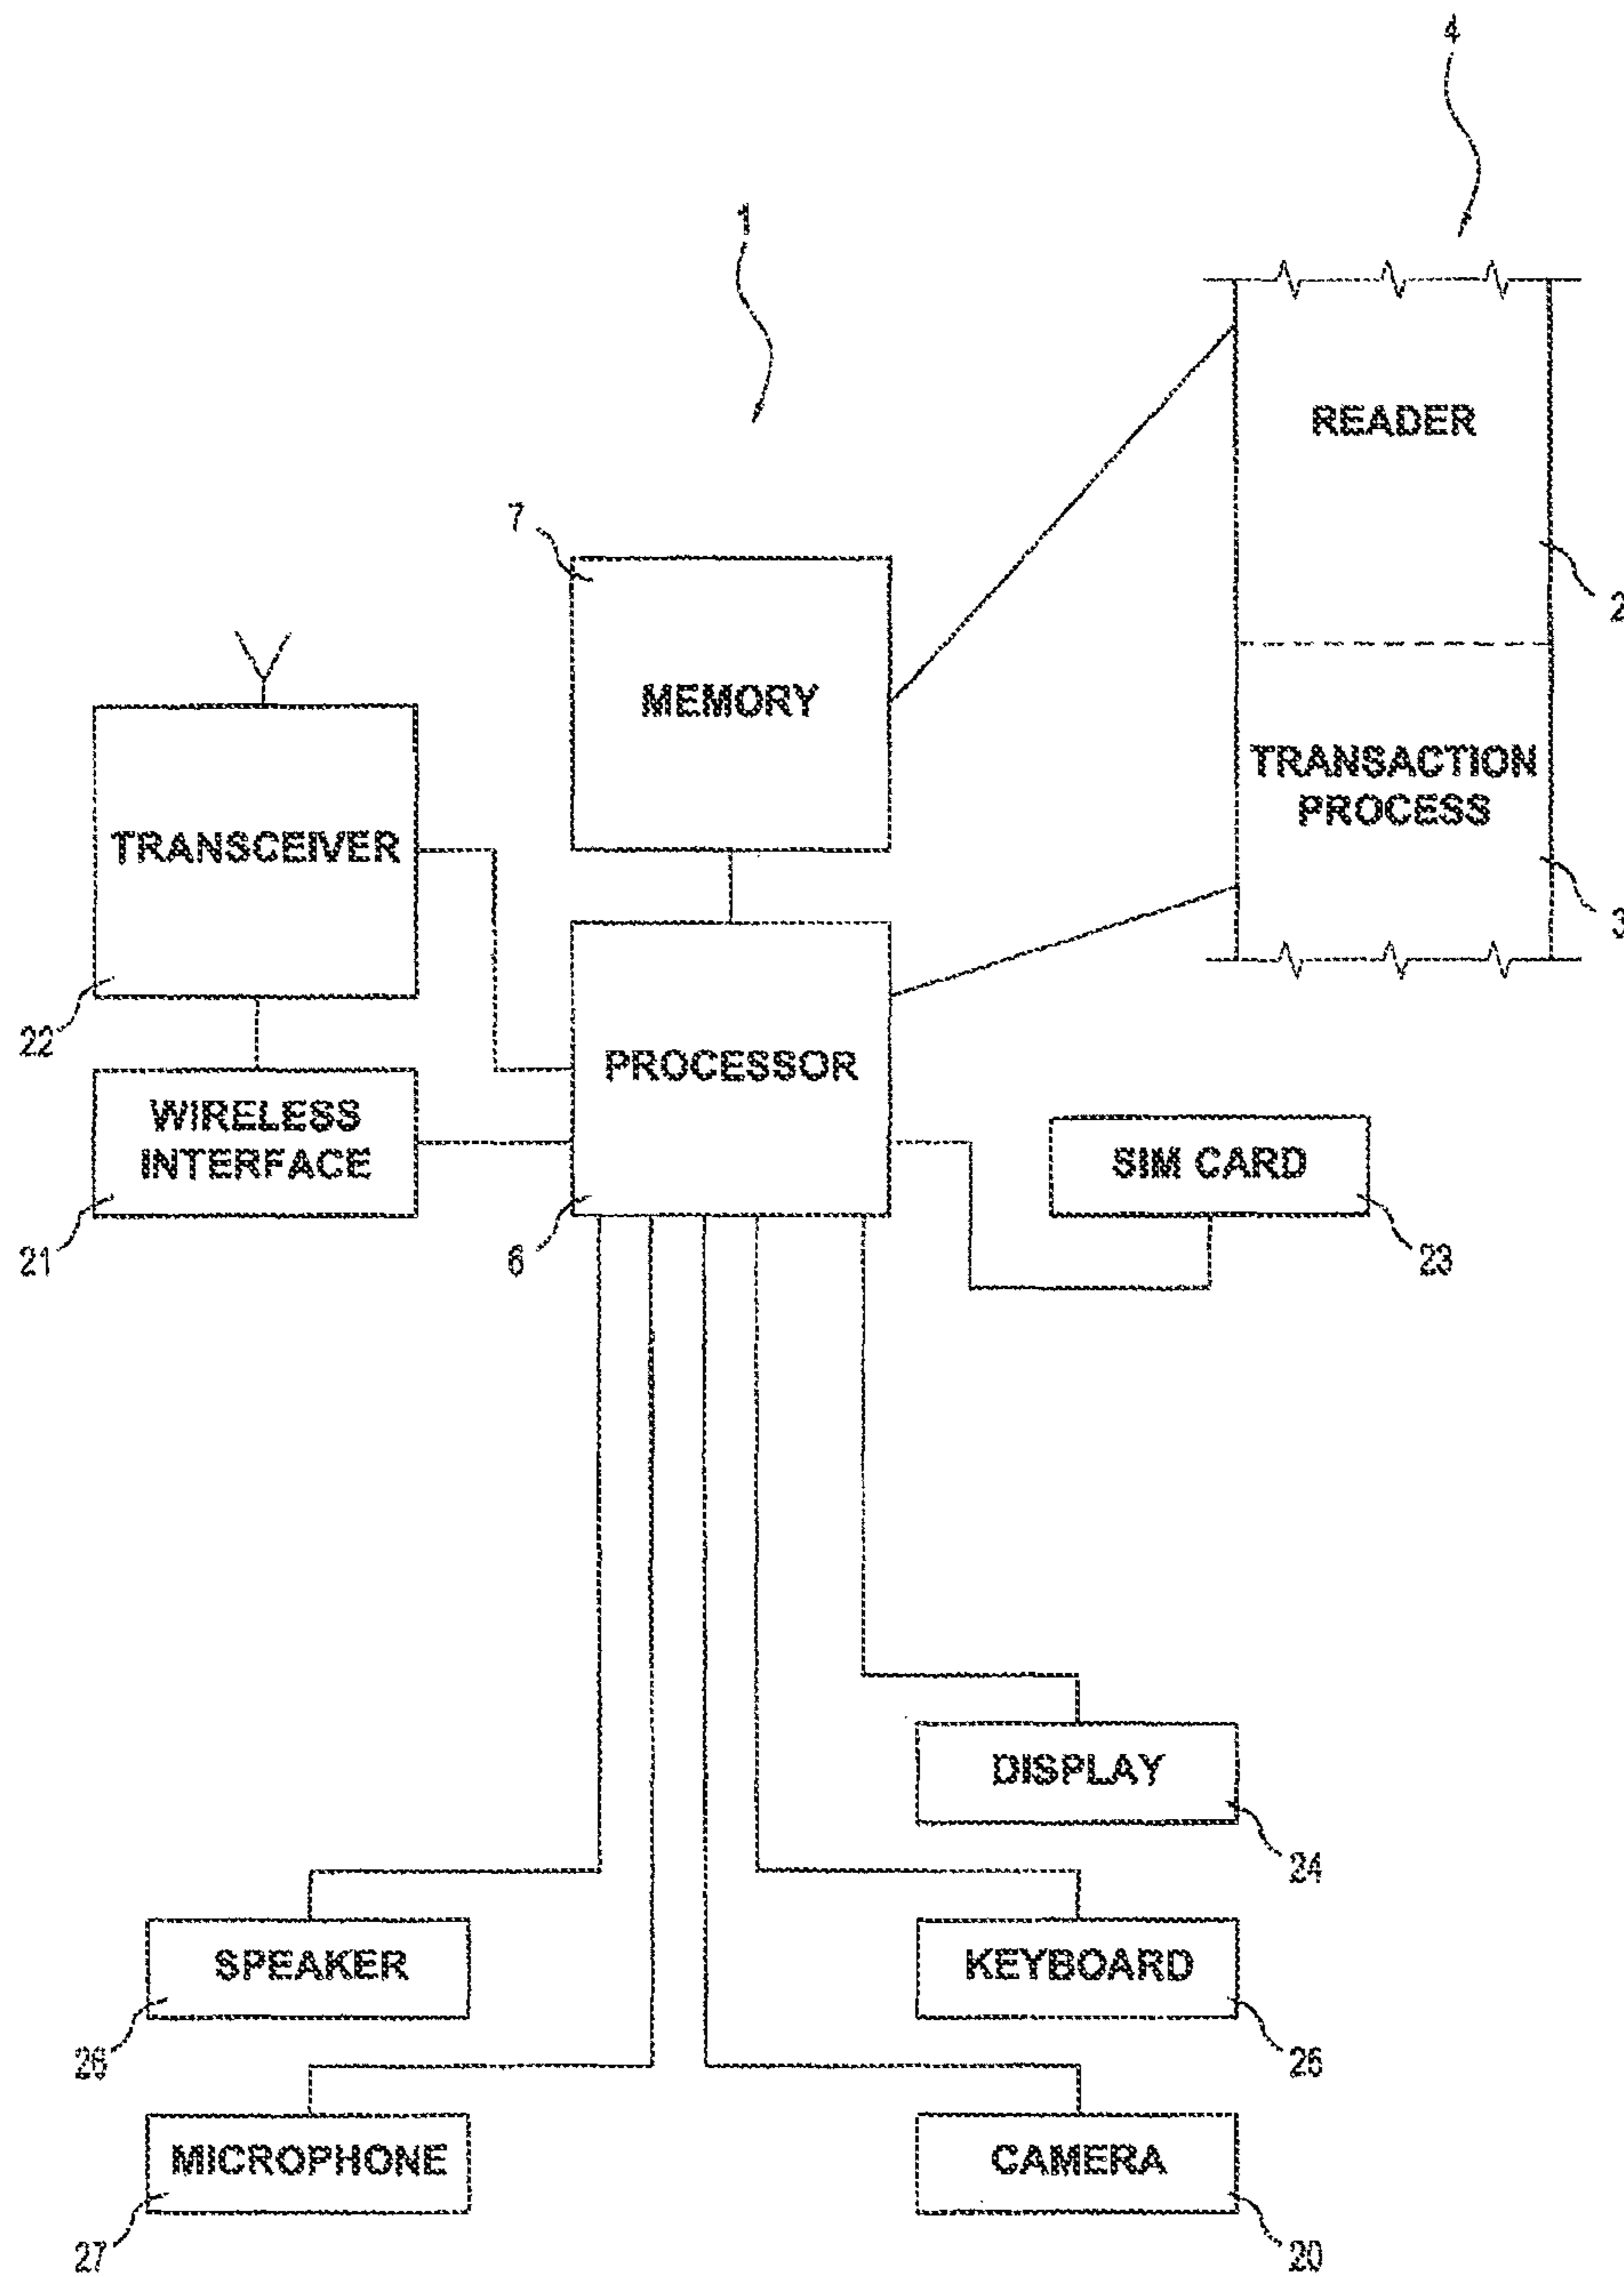 4
1
READER
7
2
MEMORY
TRANSACTION
PROCESS
TRANSCEIVER
3
22
PROCESSOR
WIRELESS
INTERFACE
SIM CARD
21
6
23
DISPLAY
24
SPEAKER
KEYBOARD
26
MICROPHONE
CAMERA
27
20